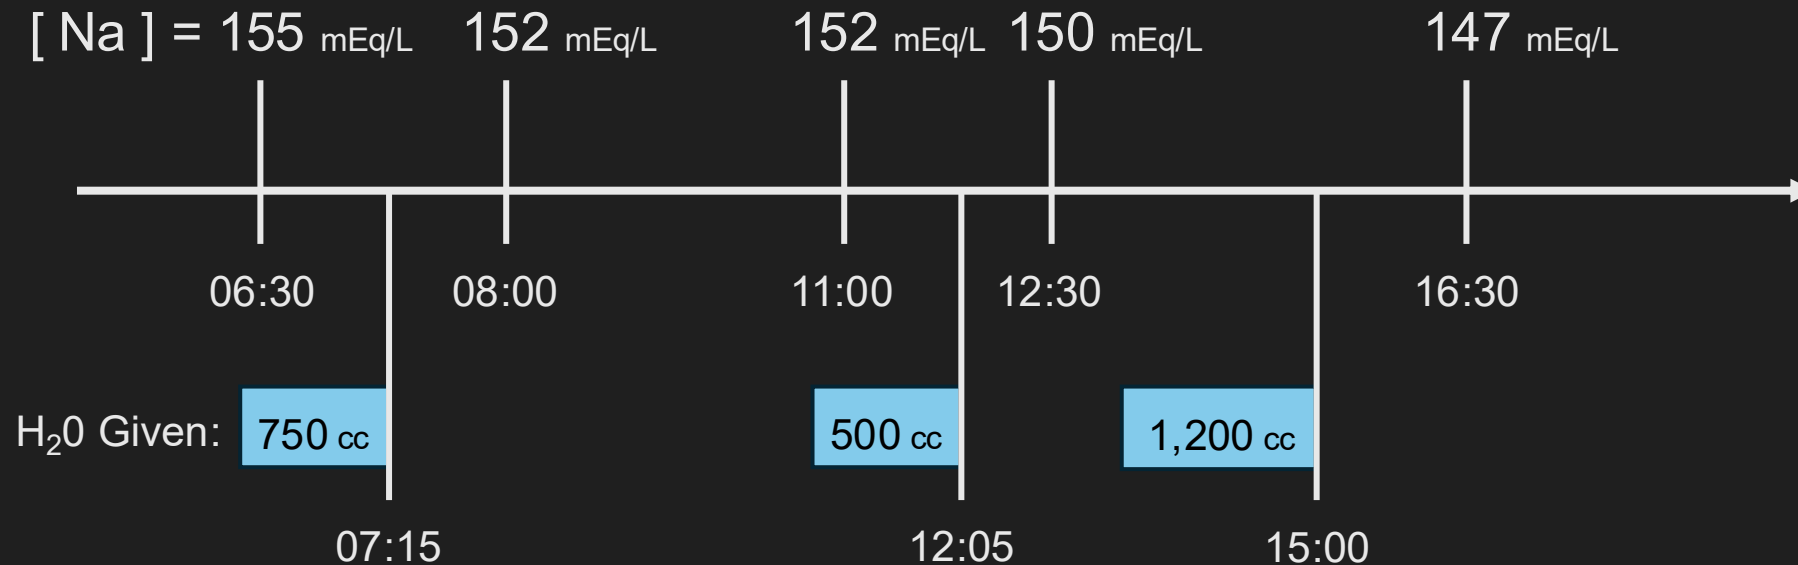 [ Na ] = 155 mEq/L 152 mEq/L 152 mEq/L 150 mEq/L 147 mEq/L
06:30 08:00 11:00 12:30 16:30
H₂0 Given: 750 cc 500 cc 1,200 cc
07:15 12:05 15:00